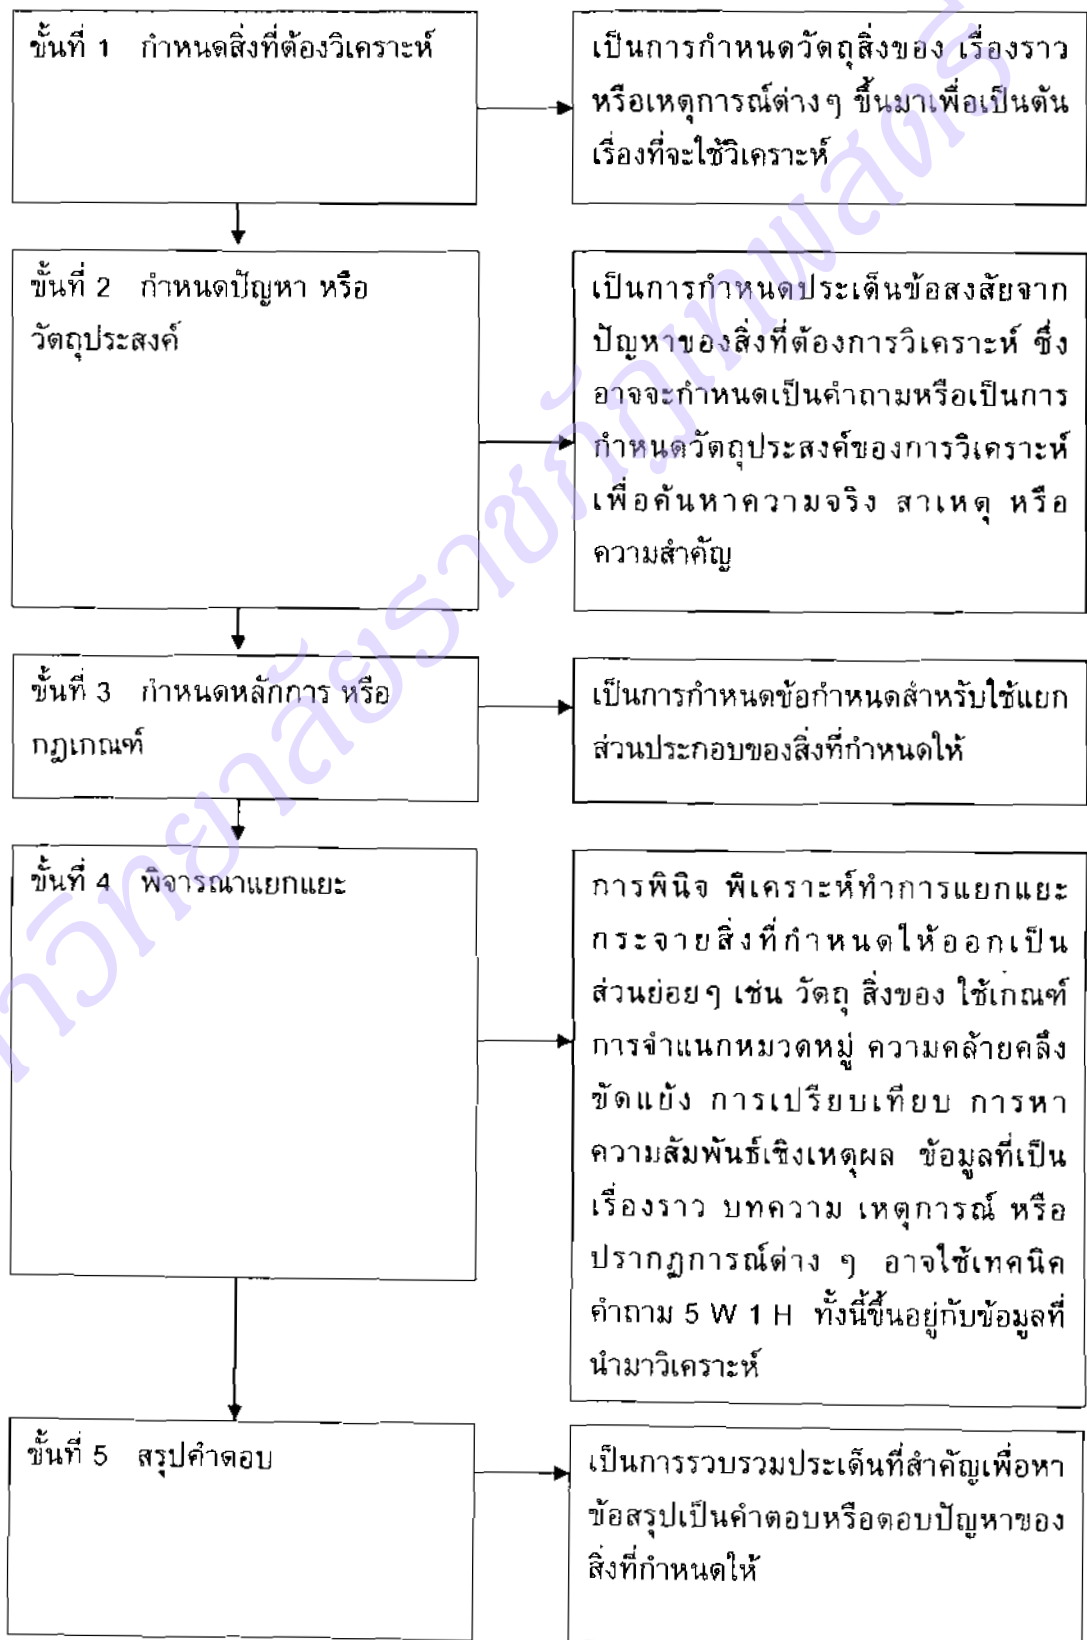 ขั้นที่ 1 กำหนดสิ่งที่ต้องวิเคราะห์
เป็นการกำหนดวัตถุสิ่งของ เรื่องราว
หรือเหตุการณ์ต่างๆ ขึ้นมาเพื่อเป็นต้น
เรื่องที่จะใช้วิเคราะห์
ขั้นที่ 2 กำหนดปัญหา หรือ
วัตถุประสงค์
เป็นการกำหนดประเด็นข้อสงสัยจาก
ปัญหาของสิ่งที่ต้องการวิเคราะห์ ซึ่ง
อาจจะกำหนดเป็นคำถามหรือเป็นการ
กำหนดวัตถุประสงค์ของการวิเคราะห์
เพื่อค้นหาความจริง สาเหตุ หรือ
ความสำคัญ
ขั้นที่ 3 กำหนดหลักการ หรือ
กฎเกณฑ์
เป็นการกำหนดข้อกำหนดสำหรับใช้แยก
ส่วนประกอบของสิ่งที่กำหนดให้
ขั้นที่ 4 พิจารณาแยกแยะ
การพินิจ พิเคราะห์ทำการแยกแยะ
กระจายสิ่งที่กำหนดให้ออกเป็น
ส่วนย่อยๆ เช่น วัตถุ สิ่งของ ใช้เกณฑ์
การจำแนกหมวดหมู่ ความคล้ายคลึง
ขัดแย้ง การเปรียบเทียบ การหา
ความสัมพันธ์เชิงเหตุผล ข้อมูลที่เป็น
เรื่องราว บทความ เหตุการณ์ หรือ
ปรากฏการณ์ต่าง ๆ อาจใช้เทคนิค
คำถาม 5 W 1 H ทั้งนี้ขึ้นอยู่กับข้อมูลที่
นำมาวิเคราะห์
ขั้นที่ 5 สรุปคำตอบ
เป็นการรวบรวมประเด็นที่สำคัญเพื่อหา
ข้อสรุปเป็นคำตอบหรือตอบปัญหาของ
สิ่งที่กำหนดให้
าวิทยาลัยราชภัฏเทพสตรี